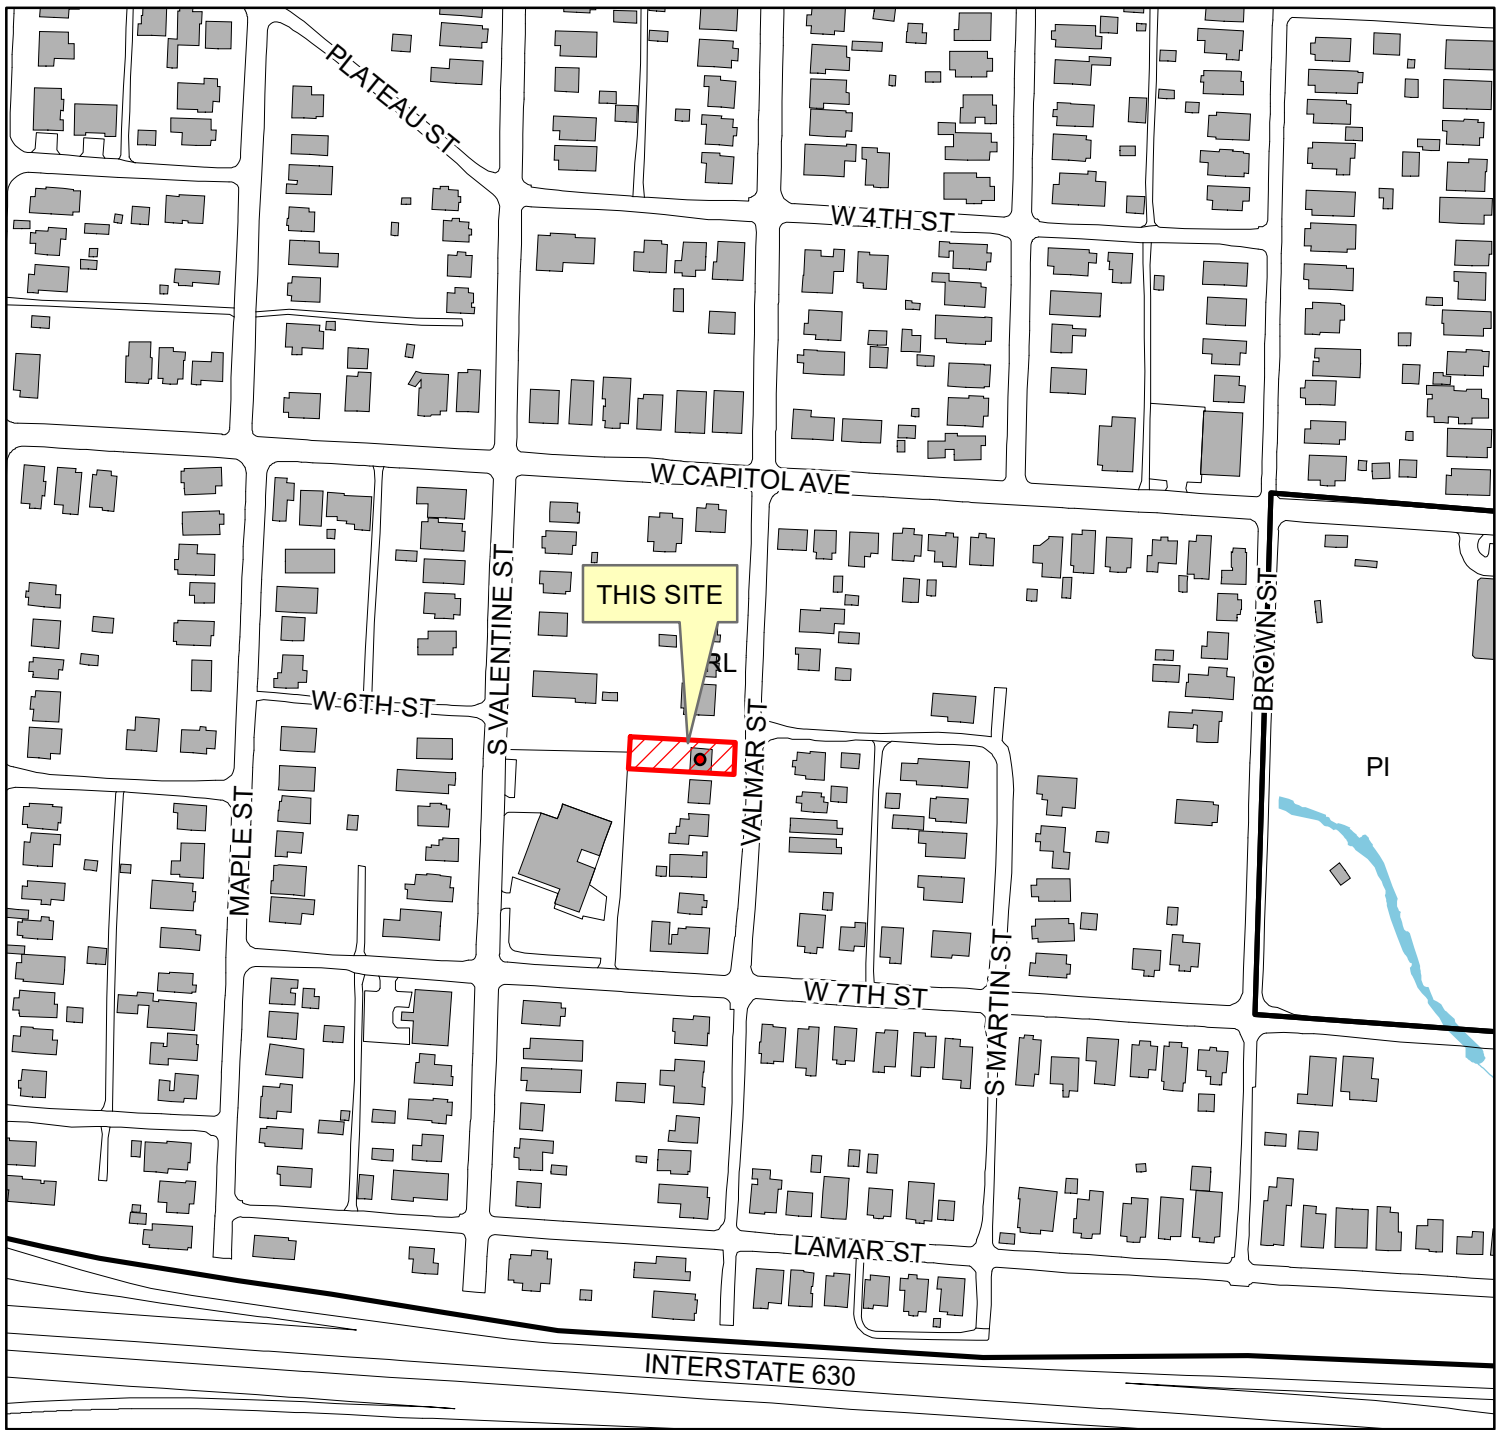 PLATEAU ST
W 4TH ST
W CAPITOL AVE
S VALENTINE ST
THIS SITE
RL
BROWN ST
W 6TH ST
VALMAR ST
PI
MAPLE ST
W 7TH ST
S MARTIN ST
LAMAR ST
INTERSTATE 630